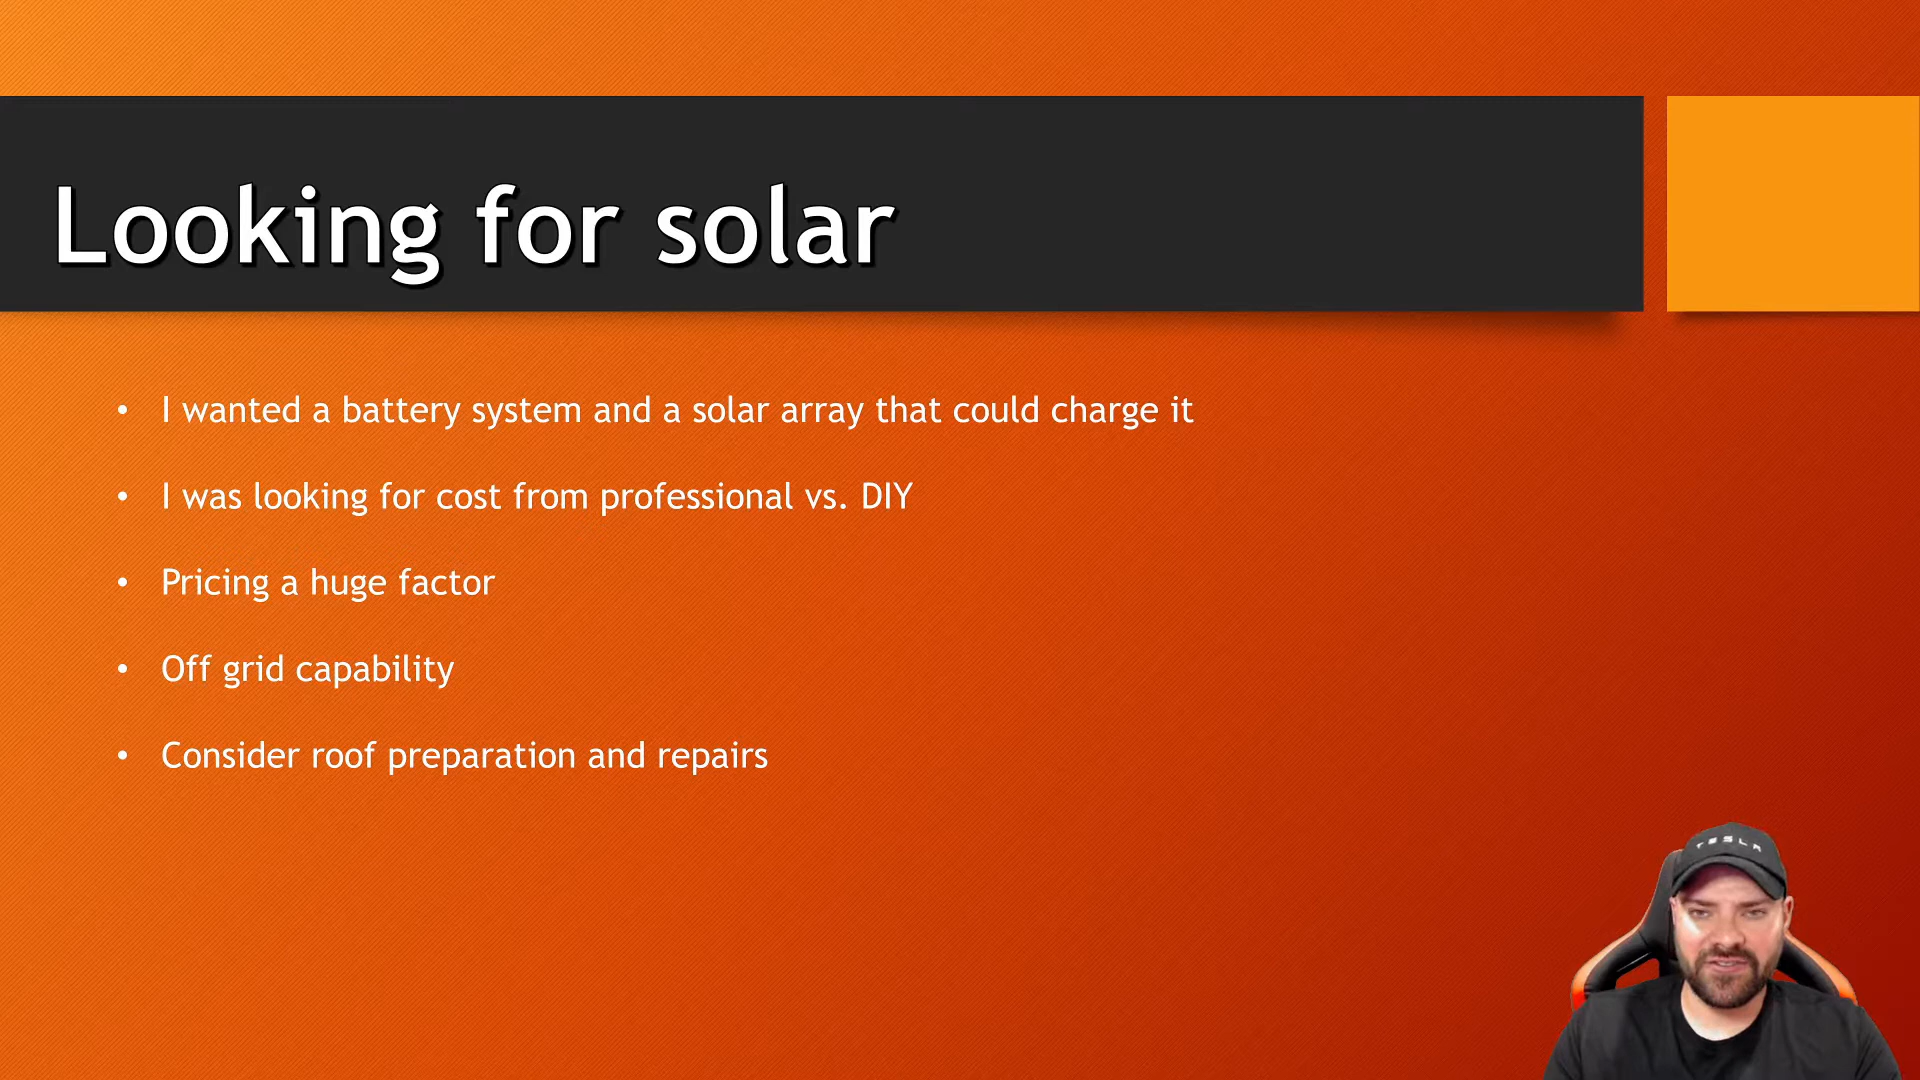 Looking for solar
• I wanted a battery system and a solar array that could charge it
• I was looking for cost from professional vs. DIY
• Pricing a huge factor
• Off grid capability
• Consider roof preparation and repairs
TESLA